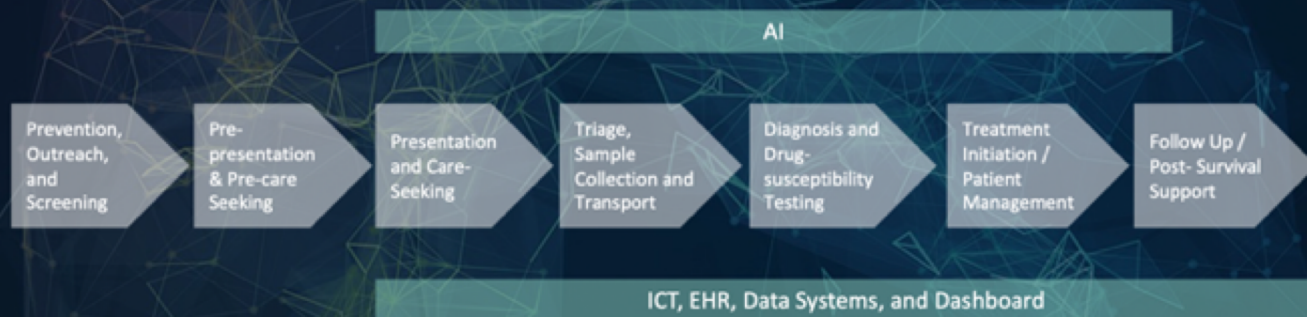 AI
Prevention,
Outreach,
and
Screening
Pre-
presentation
& Pre-care
Seeking
Presentation
and Care-
Seeking
Triage,
Sample
Collection and
Transport
Diagnosis and
Drug-
susceptibility
Testing
Treatment
Initiation /
Patient
Management
Follow Up /
Post- Survival
Support
ICT, EHR, Data Systems, and Dashboard